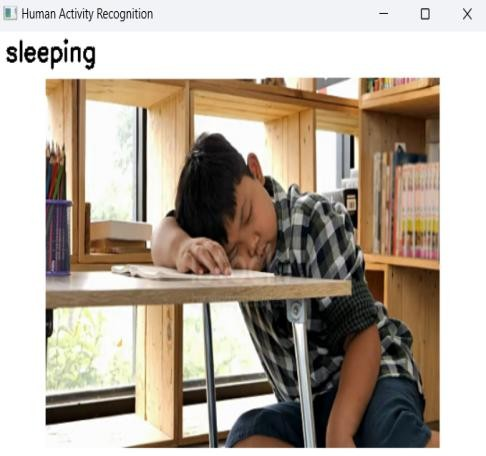 Human Activity Recognition
sleeping